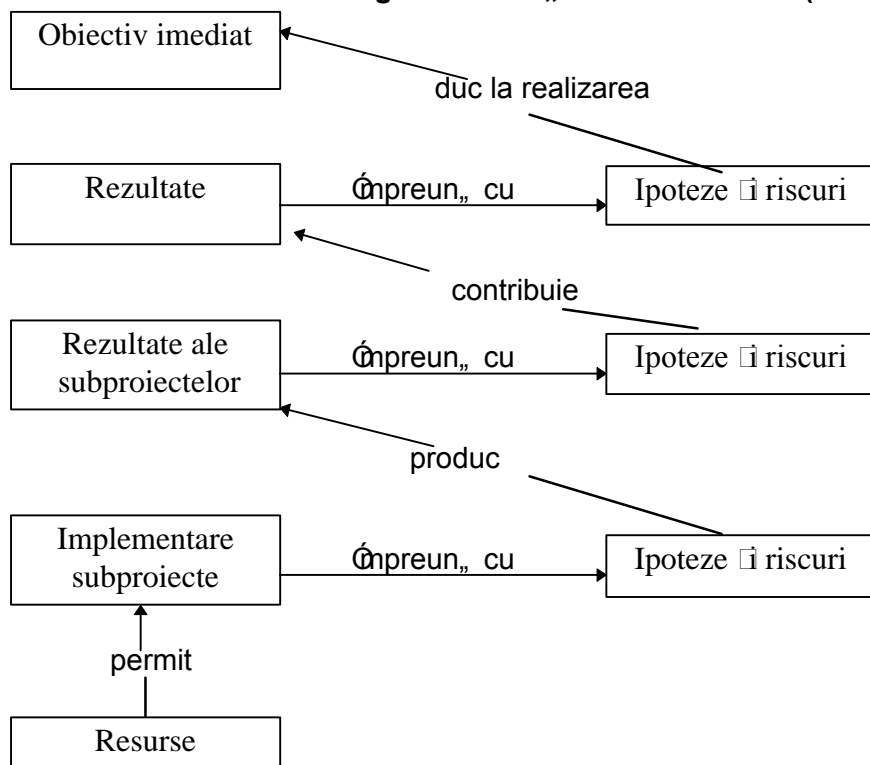 Obiectiv imediat
duc la realizarea
Rezultate
Ómpreun„ cu
Ipoteze i riscuri
contribuie
Rezultate ale
subproiectelor
Ómpreun„ cu
Ipoteze i riscuri
produc
Implementare
subproiecte
Ómpreun„ cu
Ipoteze i riscuri
permit
Resurse